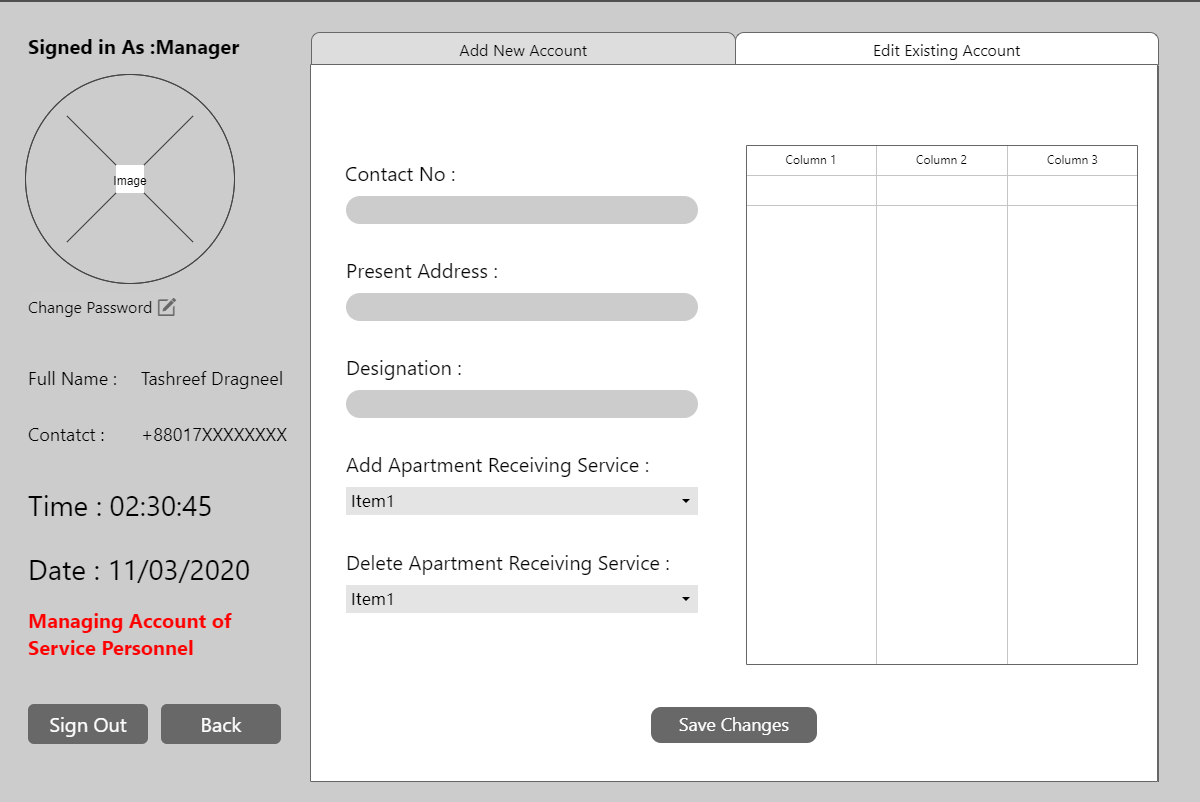 Signed in As :Manager
Image
Change Password
Full Name : Tashreef Dragneel
Contatct : +88017XXXXXXXX
Time : 02:30:45
Date : 11/03/2020
Managing Account of
Service Personnel
Sign Out Back
Add New Account Edit Existing Account
Contact No :
Present Address :
Designation :
Add Apartment Receiving Service :
Item1
Delete Apartment Receiving Service :
Item1
Column 1 Column 2 Column 3
Save Changes